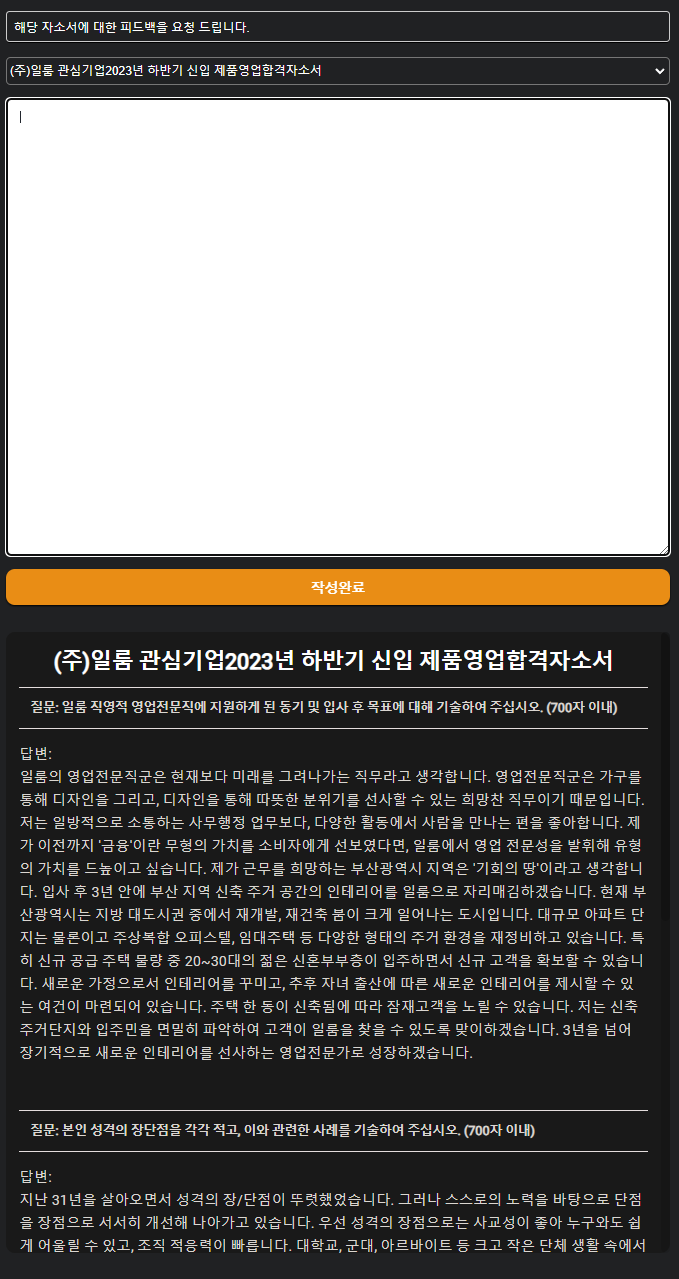 해당 자소서에 대한 피드백을 요청 드립니다.
(주)일룸 관심기업2023년 하반기 신입 제품영업합격자소서
작성완료
(주)일룸 관심기업2023년 하반기 신입 제품영업합격자소서
질문: 일룸 직영점 영업전문직에 지원하게 된 동기 및 입사 후 목표에 대해 기술하여 주십시오. (700자 이내)
답변:
일룸의 영업전문직군은 현재보다 미래를 그려나가는 직무라고 생각합니다. 영업전문직군은 가구를
통해 디자인을 그리고, 디자인을 통해 따뜻한 분위기를 선사할 수 있는 희망찬 직무이기 때문입니다.
저는 일방적으로 소통하는 사무행정 업무보다, 다양한 활동에서 사람을 만나는 편을 좋아합니다. 제
가 이전까지 '금융'이란 무형의 가치를 소비자에게 선보였다면, 일룸에서 영업 전문성을 발휘해 유형
의 가치를 드높이고 싶습니다. 제가 근무를 희망하는 부산광역시 지역은 '기회의 땅'이라고 생각합니
다. 입사 후 3년 안에 부산 지역 신축 주거 공간의 인테리어를 일룸으로 자리매김하겠습니다. 현재 부
산광역시는 지방 대도시권 중에서 재개발, 재건축 붐이 크게 일어나는 도시입니다. 대규모 아파트 단
지는 물론이고 주상복합 오피스텔, 임대주택 등 다양한 형태의 주거 환경을 재정비하고 있습니다. 특
히 신규 공급 주택 물량 중 20~30대의 젊은 신혼부부층이 입주하면서 신규 고객을 확보할 수 있습니
다. 새로운 가정으로서 인테리어를 꾸미고, 추후 자녀 출산에 따른 새로운 인테리어를 제시할 수 있
는 여건이 마련되어 있습니다. 주택 한 동이 신축됨에 따라 잠재고객을 노릴 수 있습니다. 저는 신축
주거단지와 입주민을 면밀히 파악하여 고객이 일룸을 찾을 수 있도록 맞이하겠습니다. 3년을 넘어
장기적으로 새로운 인테리어를 선사하는 영업전문가로 성장하겠습니다.
질문: 본인 성격의 장단점을 각각 적고, 이와 관련한 사례를 기술하여 주십시오. (700자 이내)
답변:
지난 31년을 살아오면서 성격의 장/단점이 뚜렷했었습니다. 그러나 스스로의 노력을 바탕으로 단점
을 장점으로 서서히 개선해 나아가고 있습니다. 우선 성격의 장점으로는 사교성이 좋아 누구와도 쉽
게 어울릴 수 있고, 조직 적응력이 빠릅니다. 대학교, 군대, 아르바이트 등 크고 작은 단체 생활 속에서